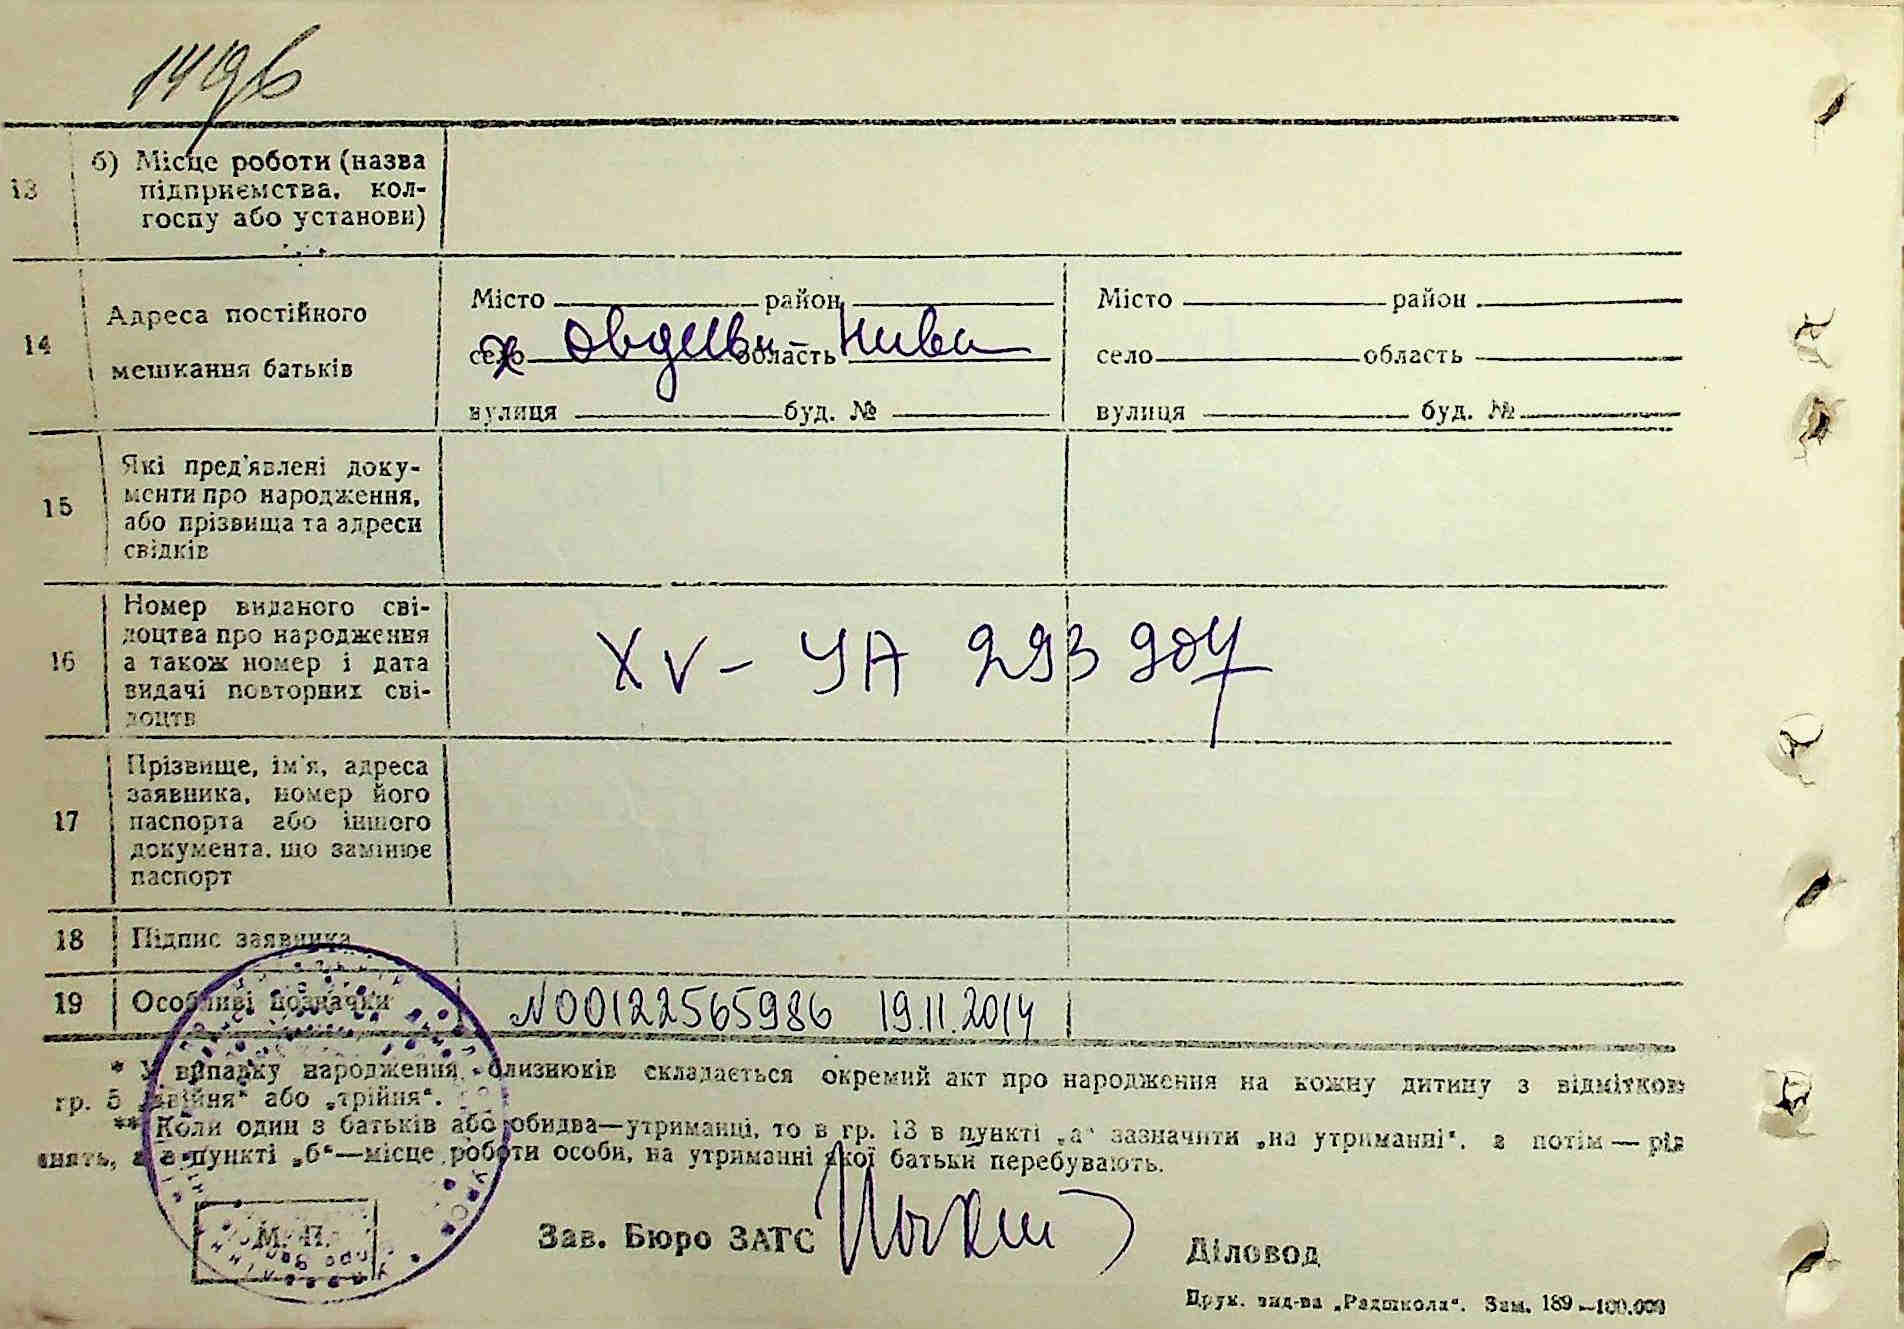 1496
13 б) Місце роботи (назва
підприємства, кол-
госпу або установи)
14 Адреса постійного
мешкання батьків
Місто район
х Овдеева Нива
село область
вулиця буд. №
Місто район
село область
вулиця буд. №
15 Які пред'явлені доку-
менти про народження,
або прізвища та адреси
свідків
16 Номер виданого сві-
доцтва про народження
а також номер і дата
видачі повторних сві-
доцтв
XV - УА 293907
17 Прізвище, ім'я, адреса
заявника, номер його
паспорта або іншого
документа, що замінює
паспорт
18 Підпис заявника
19 Особливі позначки
N00122565986 19.11.2014
* У випадку народження близнюків складається окремий акт про народження на кожну дитину з відміткою
гр. 5 „двійня“ або „трійня“.
** Коли один з батьків або обидва—утриманці, то в гр. 13 в пункті „а“ зазначити „на утриманні“, а потім — рід
занять, а в пункті „б“—місце роботи особи, на утриманні якої батьки перебувають.
М. П.
Зав. Бюро ЗАГС
Діловод
Друк. вид-ва „Радшкола“. Зам. 189—100.000